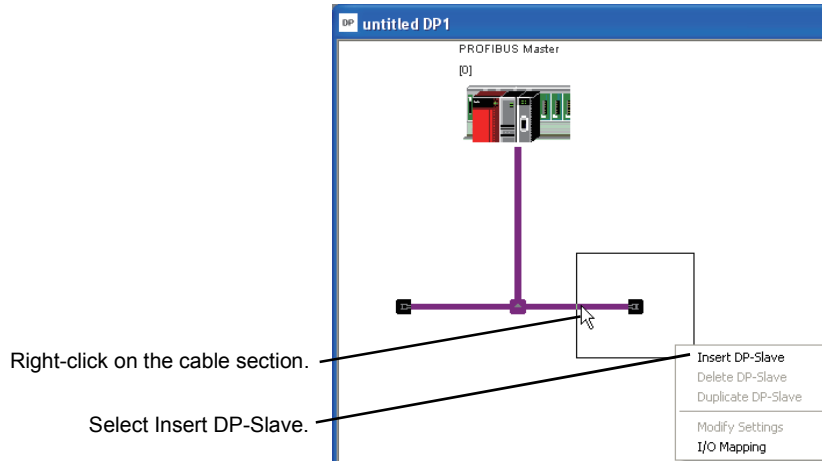 DP untitled DP1
PROFIBUS Master
[0]
Right-click on the cable section.
Insert DP-Slave
Delete DP-Slave
Duplicate DP-Slave
Select Insert DP-Slave.
Modify Settings
I/O Mapping